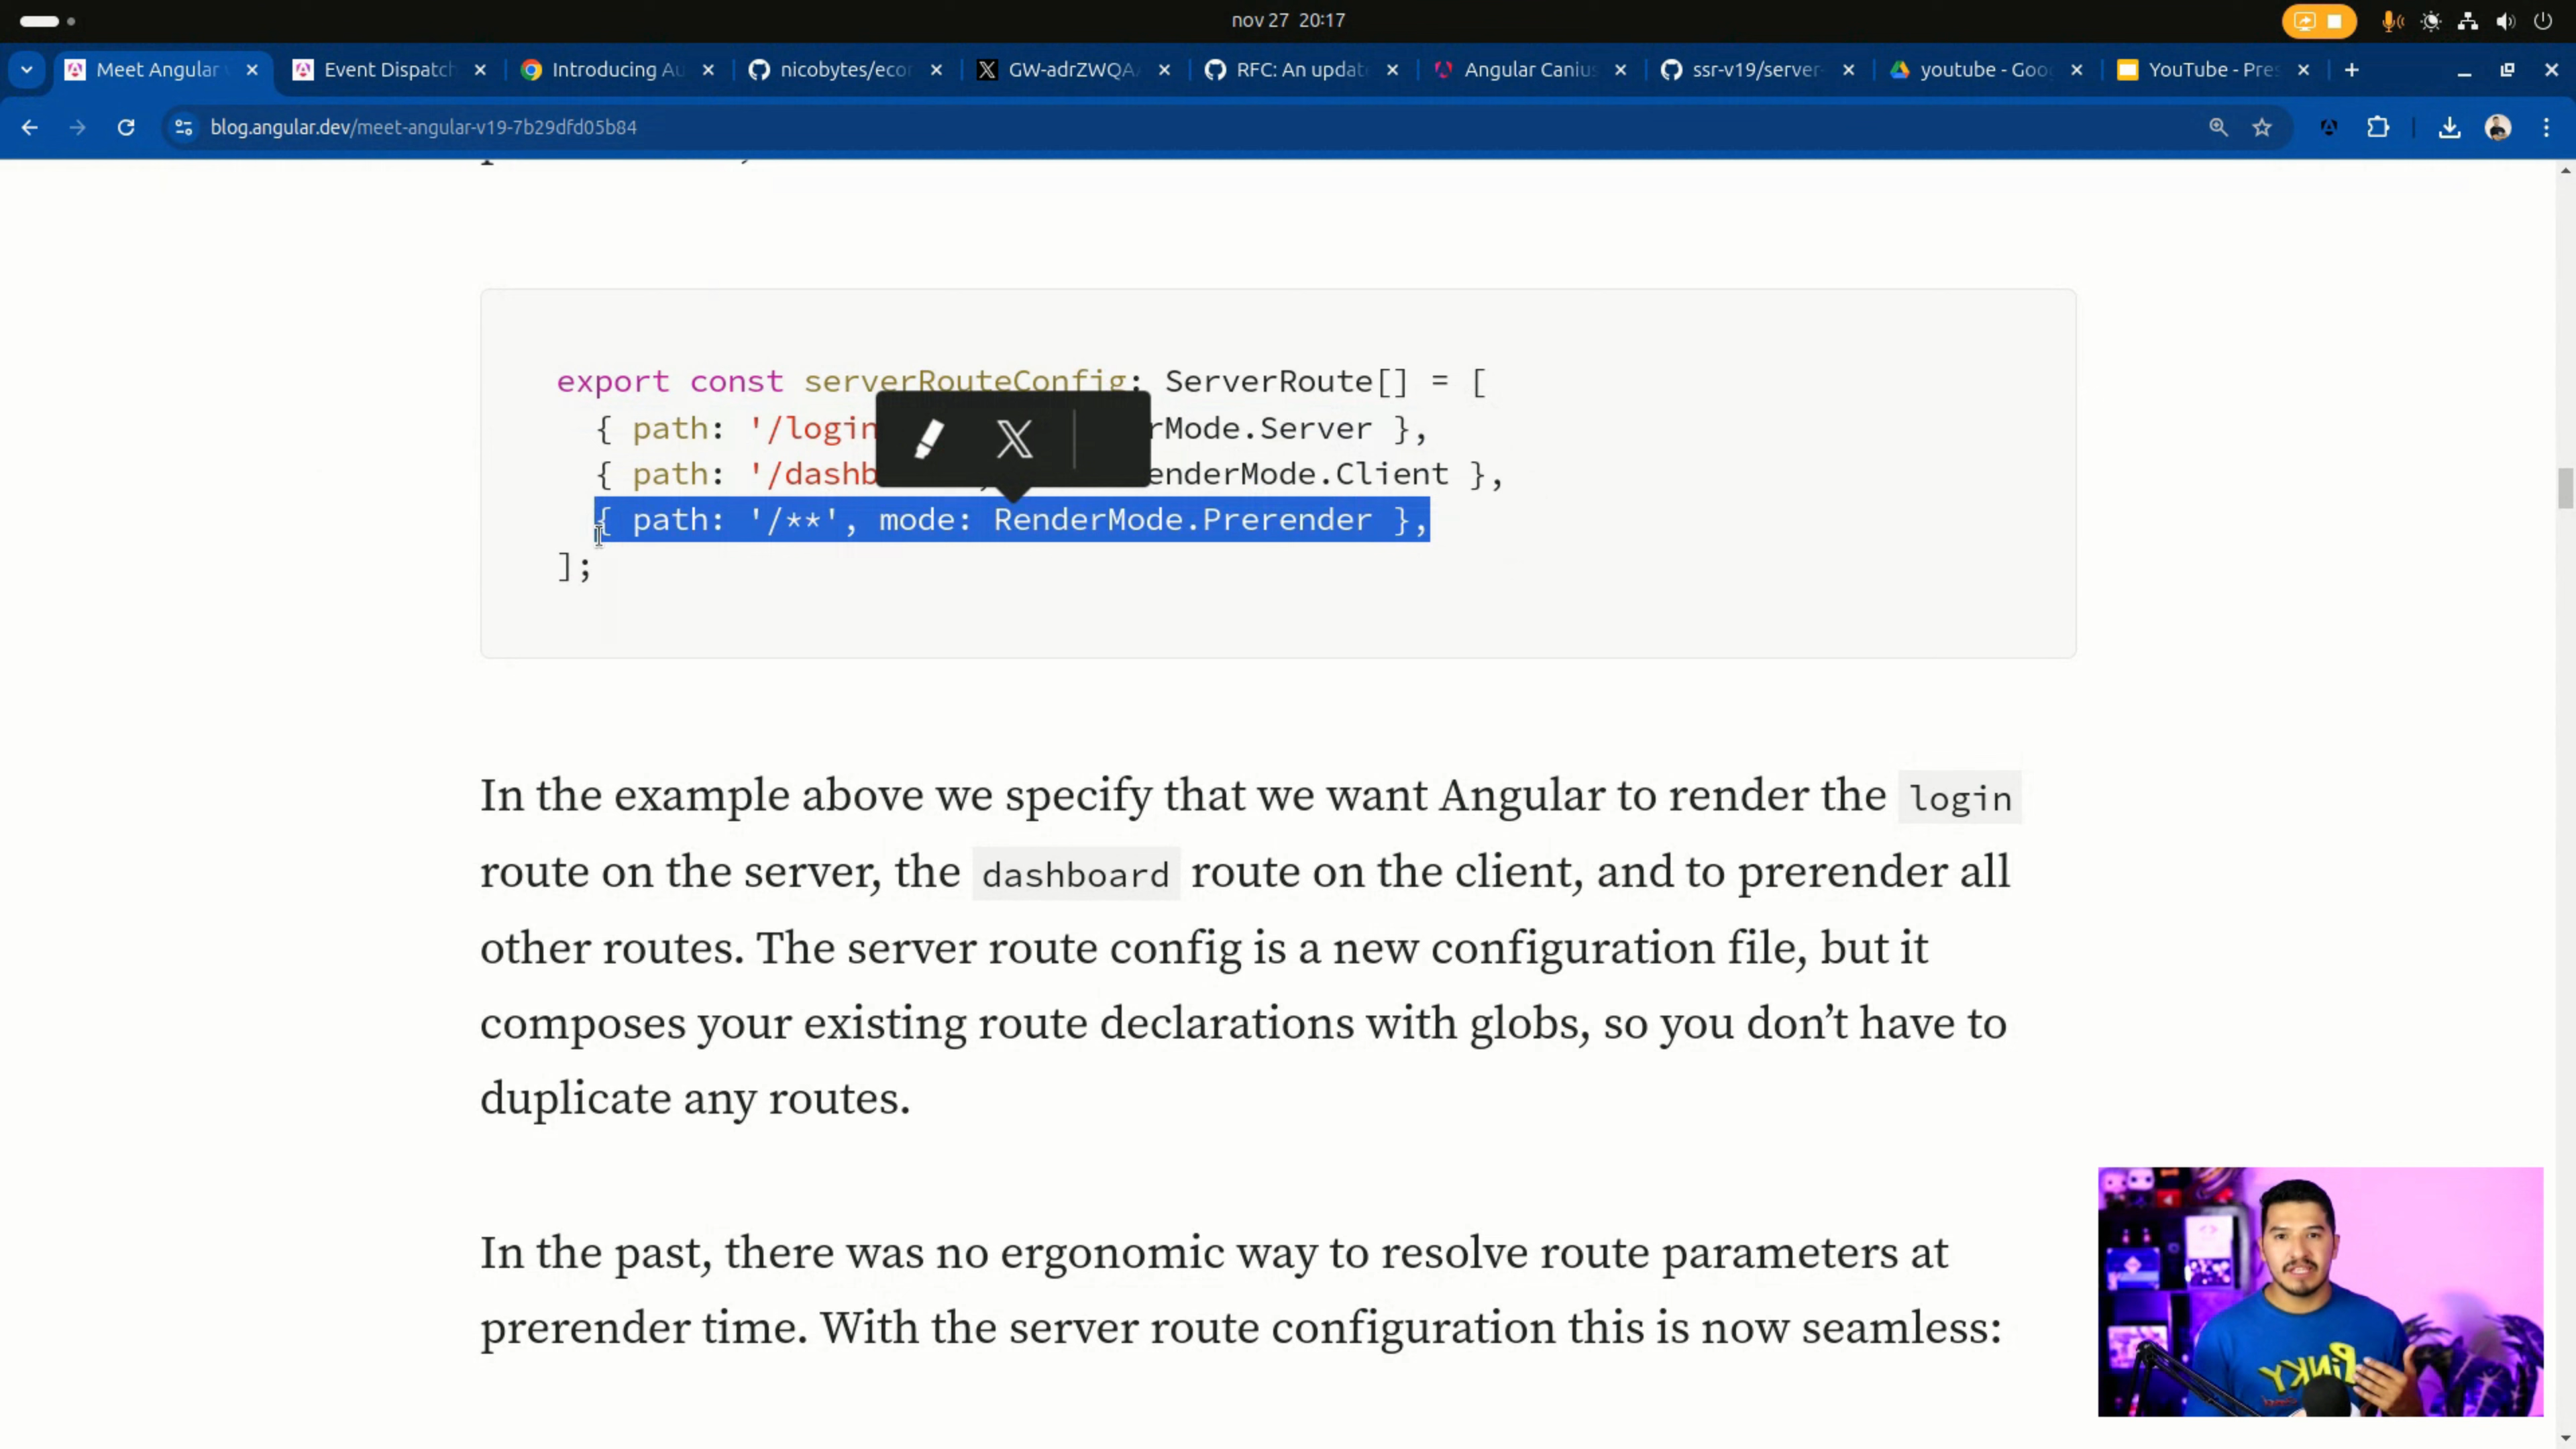 nov 27 20:17
Meet Angular
Event Dispatch
Introducing Au
nicobytes/ecor
GW-adrZWQA
RFC: An updat
Angular Canius
ssr-v19/server-
youtube - Goo
YouTube - Pres
blog.angular.dev/meet-angular-v19-7b29dfd05b84
export const serverRouteConfig: ServerRoute[] = [
{ path: '/login rMode.Server },
{ path: '/dashb enderMode.Client },
{ path: '/**', mode: RenderMode.Prerender },
];
In the example above we specify that we want Angular to render the login
route on the server, the dashboard route on the client, and to prerender all
other routes. The server route config is a new configuration file, but it
composes your existing route declarations with globs, so you don’t have to
duplicate any routes.
In the past, there was no ergonomic way to resolve route parameters at
prerender time. With the server route configuration this is now seamless:
PiNKY